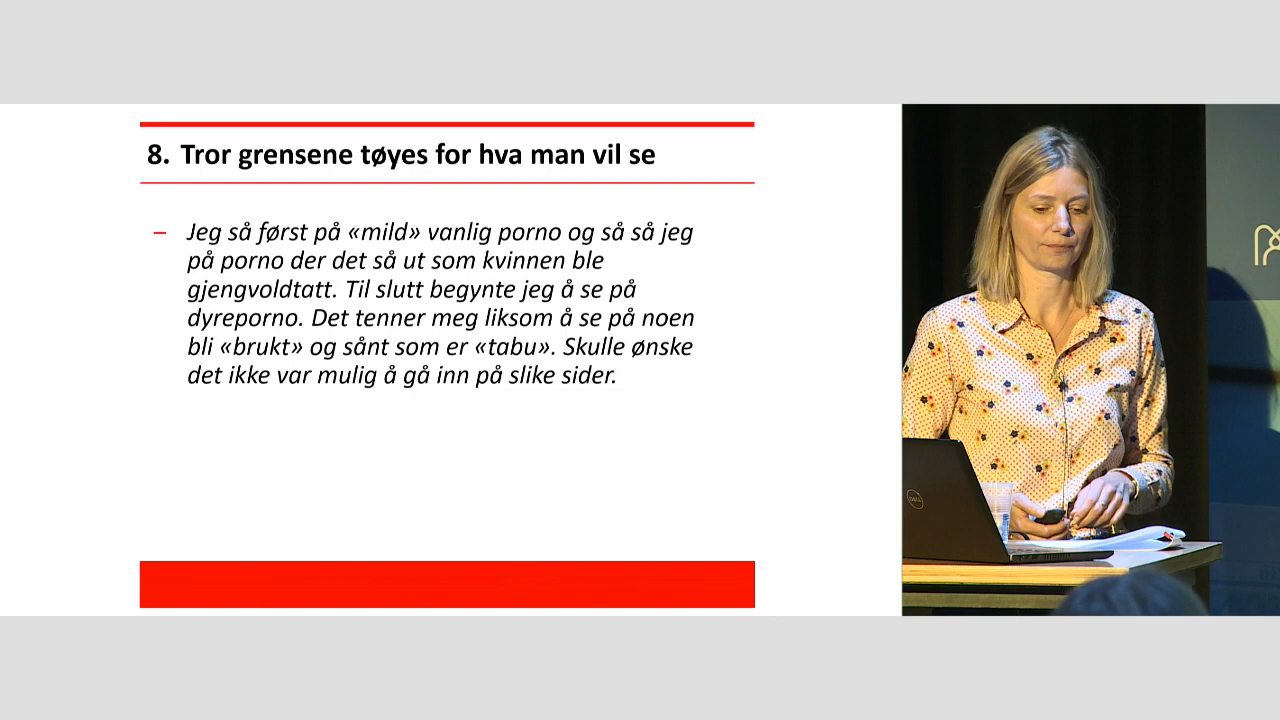 8. Tror grensene tøyes for hva man vil se
– Jeg så først på «mild» vanlig porno og så så jeg
på porno der det så ut som kvinnen ble
gjengvoldtatt. Til slutt begynte jeg å se på
dyreporno. Det tenner meg liksom å se på noen
bli «brukt» og sånt som er «tabu». Skulle ønske
det ikke var mulig å gå inn på slike sider.
DELL